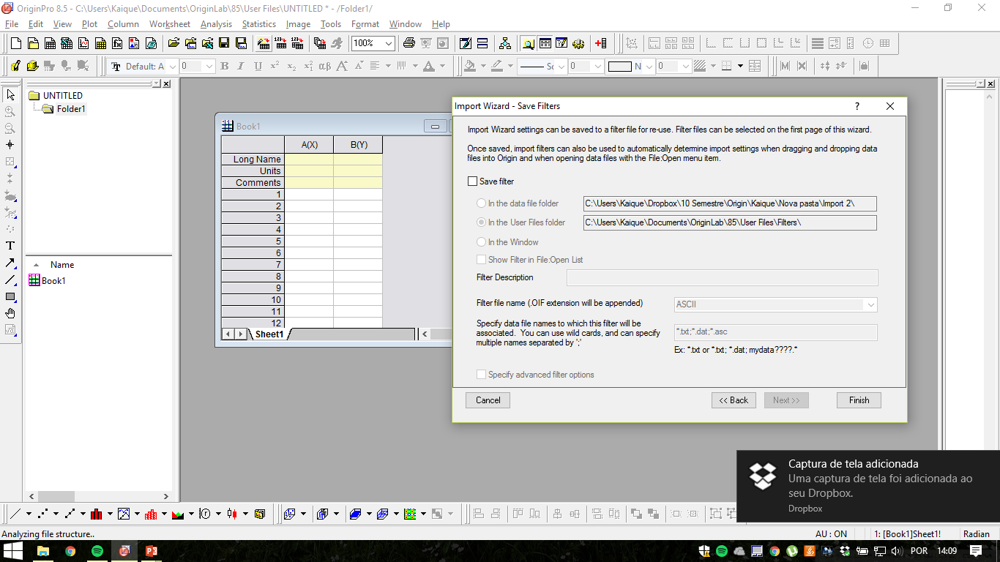 OriginPro 8.5 - C:\Users\Kaique\Documents\OriginLab\85\User Files\UNTITLED * - /Folder1/
File Edit View Plot Column Worksheet Analysis Statistics Image Tools Format Window Help
100%
Default: A 0 B I U x² x₂ x₁² αβ A A A 0 N 0
UNTITLED
Folder1
Name
Book1
Book1
A(X) B(Y)
Long Name
Units
Comments
1
2
3
4
5
6
7
8
9
10
11
12
Sheet1
Import Wizard - Save Filters
?
Import Wizard settings can be saved to a filter file for re-use. Filter files can be selected on the first page of this wizard.
Once saved, import filters can also be used to automatically determine import settings when dragging and dropping data
files into Origin and when opening data files with the File:Open menu item.
Save filter
In the data file folder C:\Users\Kaique\Dropbox\10 Semestre\Origin\Kaique\Nova pasta\Import 2\
In the User Files folder C:\Users\Kaique\Documents\OriginLab\85\User Files\Filters\
In the Window
Show Filter in File:Open List
Filter Description
Filter file name (.OIF extension will be appended) ASCII
Specify data file names to which this filter will be
associated. You can use wild cards, and can specify
multiple names separated by ';'
*.txt;*.dat;*.asc
Ex: *.txt or *.txt; *.dat; mydata????.*
Specify advanced filter options
Cancel << Back Next >> Finish
Captura de tela adicionada
Uma captura de tela foi adicionada ao
seu Dropbox.
Dropbox
Analyzing file structure.. AU : ON 1: [Book1]Sheet1! Radian
POR 14:09